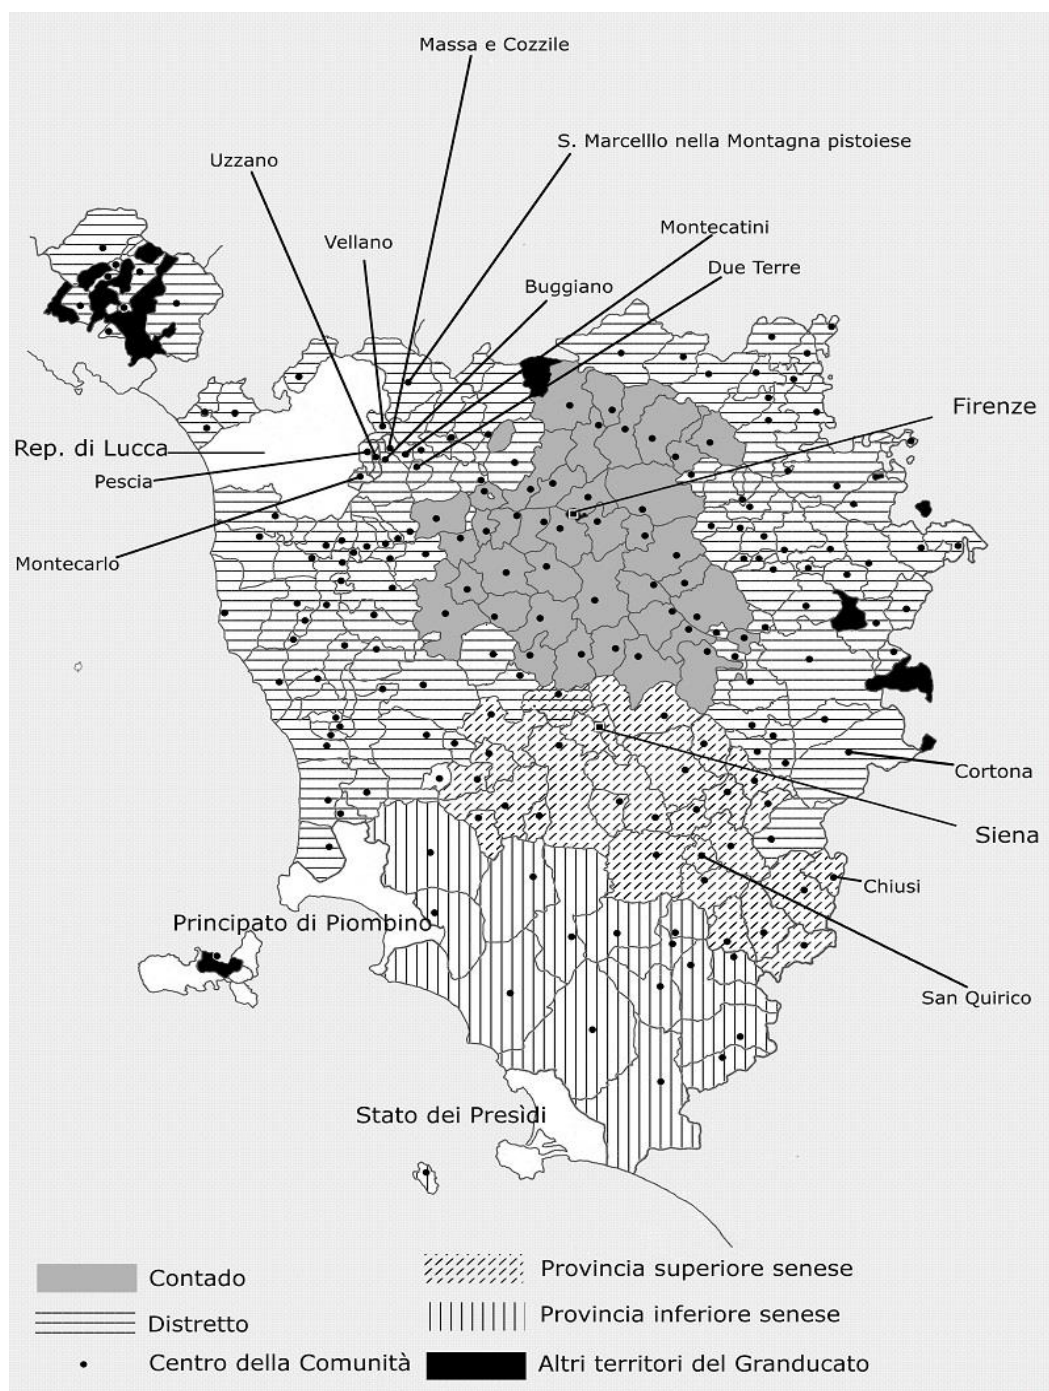 Massa e Cozzile
S. Marcelllo nella Montagna pistoiese
Uzzano
Montecatini
Vellano
Due Terre
Buggiano
Firenze
Rep. di Lucca
Pescia
Montecarlo
Cortona
Siena
Chiusi
Principato di Piombino
San Quirico
Stato dei Presìdi
Contado
Provincia superiore senese
Distretto
Provincia inferiore senese
Centro della Comunità
Altri territori del Granducato